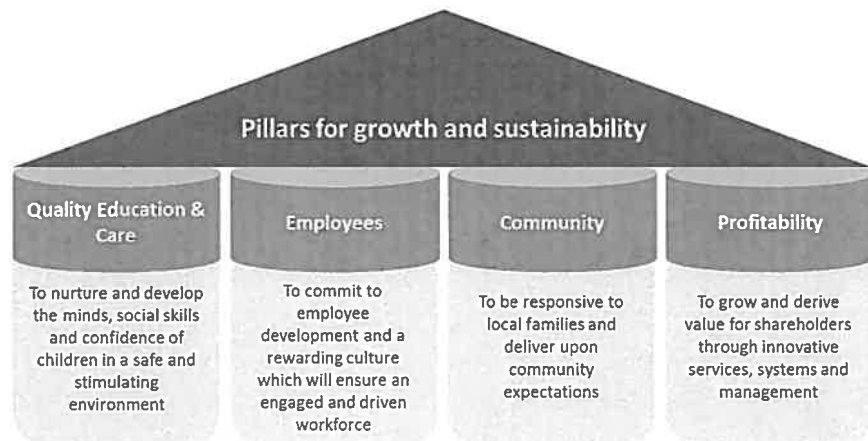 Pillars for growth and sustainability
Quality Education &
Care
To nurture and develop
the minds, social skills
and confidence of
children in a safe and
stimulating
environment
Employees
To commit to
employee
development and a
rewarding culture
which will ensure an
engaged and driven
workforce
Community
To be responsive to
local families and
deliver upon
community
expectations
Profitability
To grow and derive
value for shareholders
through innovative
services, systems and
management